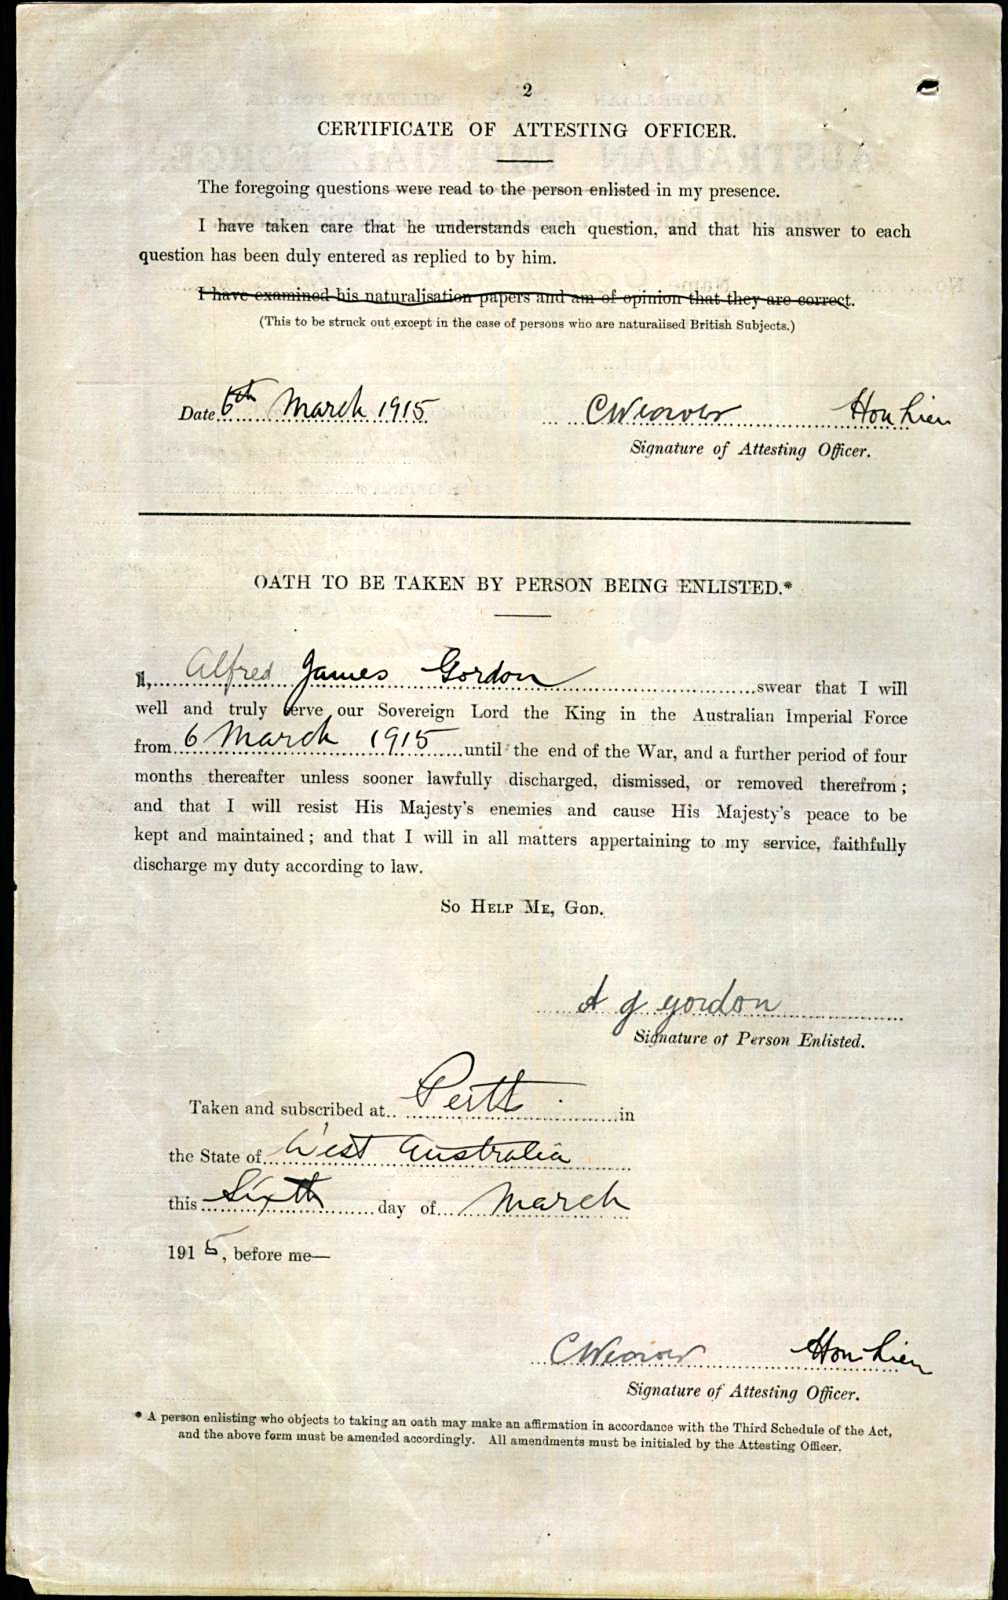 2
CERTIFICATE OF ATTESTING OFFICER.
The foregoing questions were read to the person enlisted in my presence.
I have taken care that he understands each question, and that his answer to each
question has been duly entered as replied to by him.
I have examined his naturalisation papers and am of opinion that they are correct.
(This to be struck out except in the case of persons who are naturalised British Subjects.)
Date 6th March 1915 Hon Lieu
Signature of Attesting Officer.
OATH TO BE TAKEN BY PERSON BEING ENLISTED.*
I, Alfred James Gordon swear that I will
well and truly serve our Sovereign Lord the King in the Australian Imperial Force
from 6 March 1915 until the end of the War, and a further period of four
months thereafter unless sooner lawfully discharged, dismissed, or removed therefrom;
and that I will resist His Majesty's enemies and cause His Majesty's peace to be
kept and maintained; and that I will in all matters appertaining to my service, faithfully
discharge my duty according to law.
SO HELP ME, GOD.
A J Gordon
Signature of Person Enlisted.
Taken and subscribed at Perth in
the State of West Australia
this Sixth day of March
1915, before me—
Hon Lieu
Signature of Attesting Officer.
* A person enlisting who objects to taking an oath may make an affirmation in accordance with the Third Schedule of the Act,
and the above form must be amended accordingly. All amendments must be initialed by the Attesting Officer.